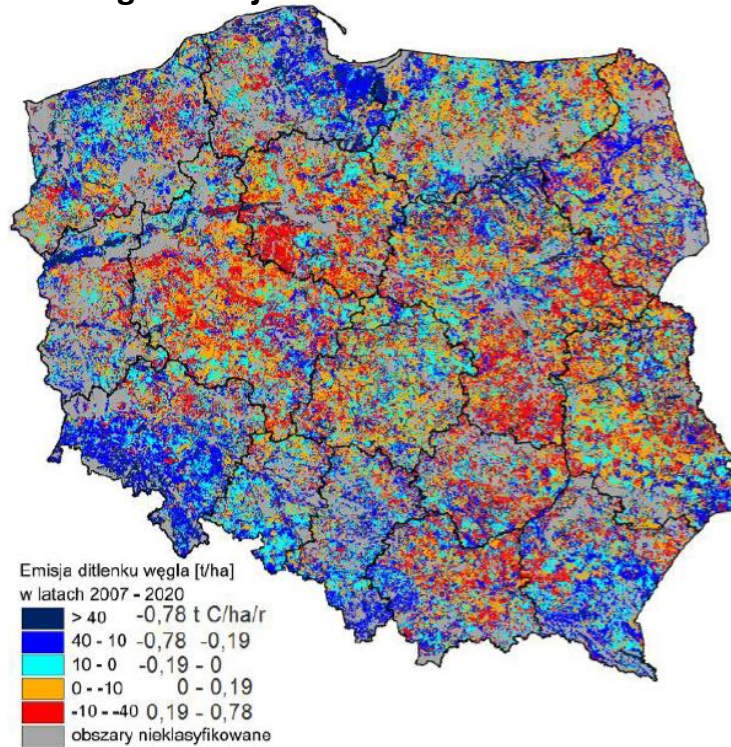 Emisja ditlenku węgla [t/ha]
w latach 2007 - 2020
> 40 -0,78 t C/ha/r
40 - 10 -0,78 -0,19
10 - 0 -0,19 - 0
0 - -10 0 - 0,19
-10 - -40 0,19 - 0,78
obszary nieklasyfikowane